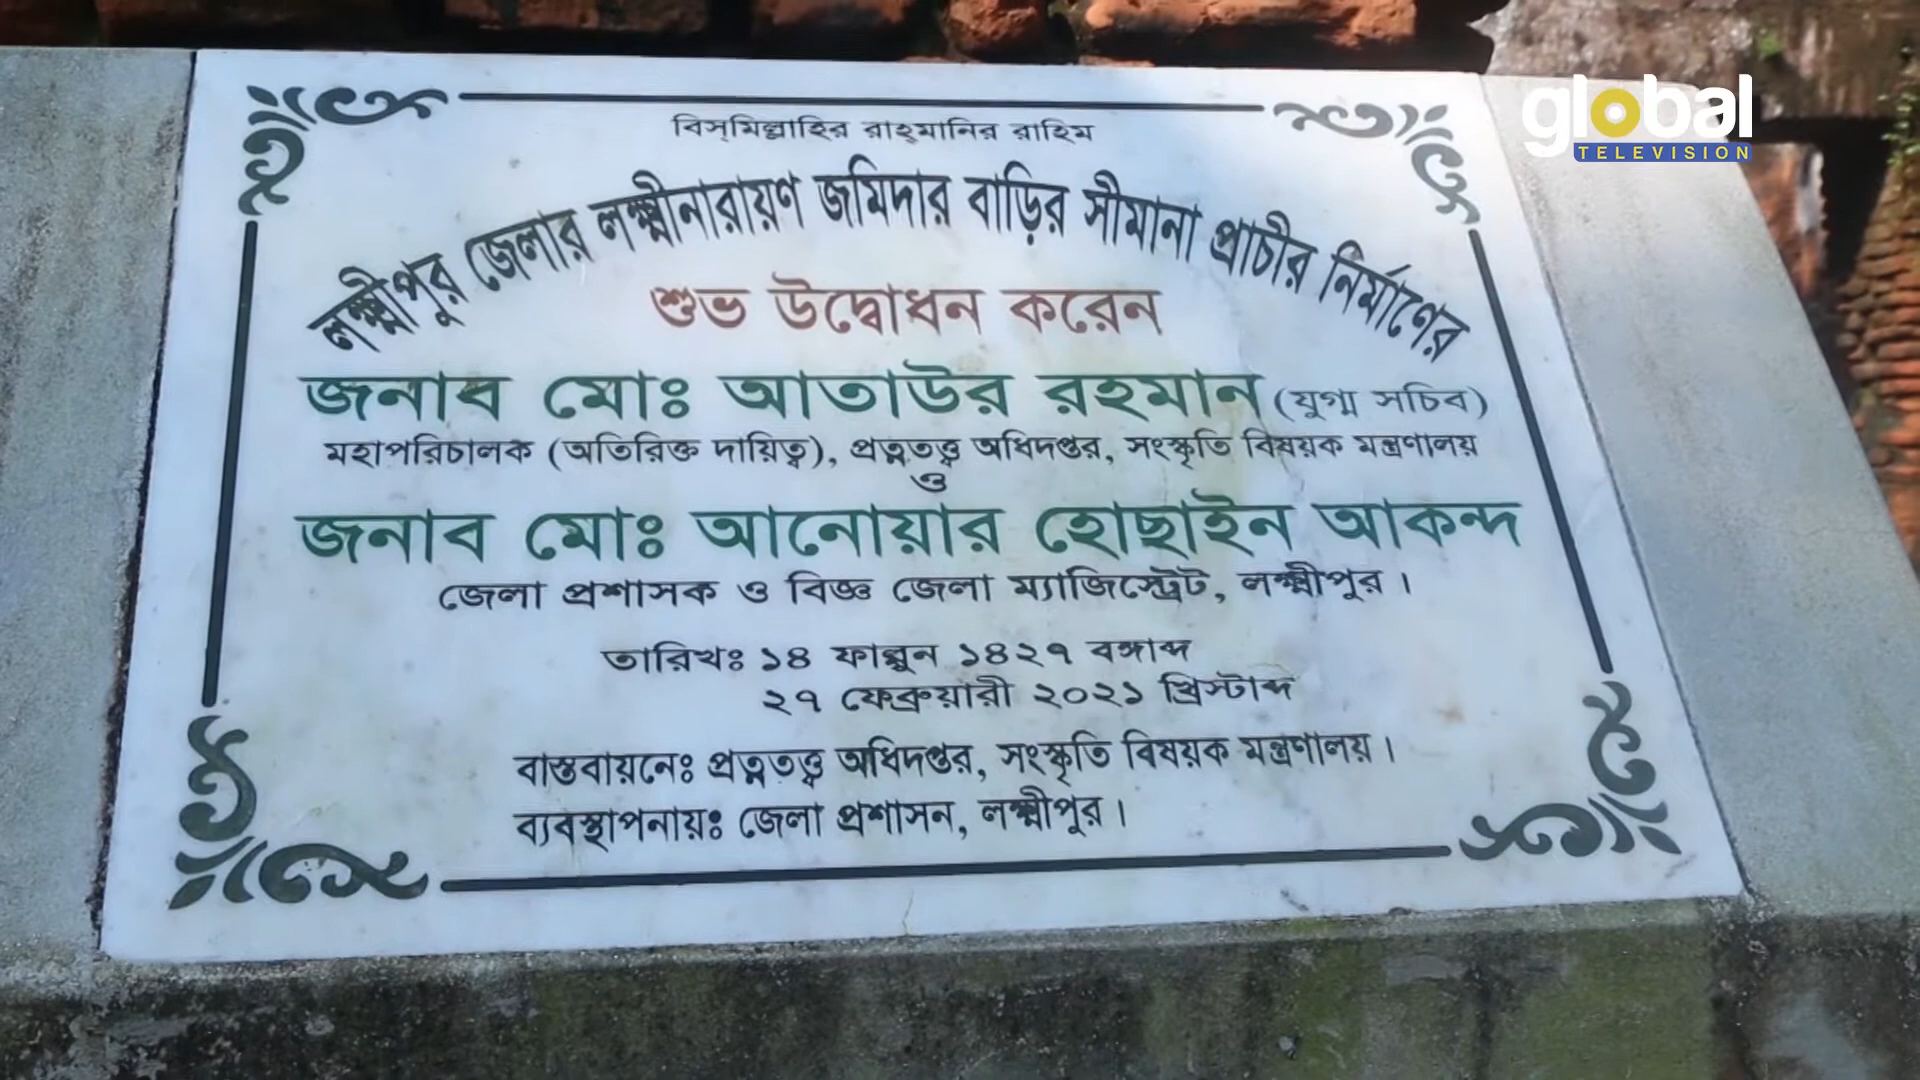 global
TELEVISION
বিস্‌মিল্লাহির রাহ্‌মানির রাহিম
লক্ষ্মীপুর জেলার লক্ষ্মীনারায়ণ জমিদার বাড়ির সীমানা প্রাচীর নির্মাণের
শুভ উদ্বোধন করেন
জনাব মোঃ আতাউর রহমান (যুগ্ম সচিব)
মহাপরিচালক (অতিরিক্ত দায়িত্ব), প্রত্নতত্ত্ব অধিদপ্তর, সংস্কৃতি বিষয়ক মন্ত্রণালয়
ও
জনাব মোঃ আনোয়ার হোছাইন আকন্দ
জেলা প্রশাসক ও বিজ্ঞ জেলা ম্যাজিস্ট্রেট, লক্ষ্মীপুর।
তারিখঃ ১৪ ফাল্গুন ১৪২৭ বঙ্গাব্দ
২৭ ফেব্রুয়ারী ২০২১ খ্রিস্টাব্দ
বাস্তবায়নেঃ প্রত্নতত্ত্ব অধিদপ্তর, সংস্কৃতি বিষয়ক মন্ত্রণালয়।
ব্যবস্থাপনায়ঃ জেলা প্রশাসন, লক্ষ্মীপুর।